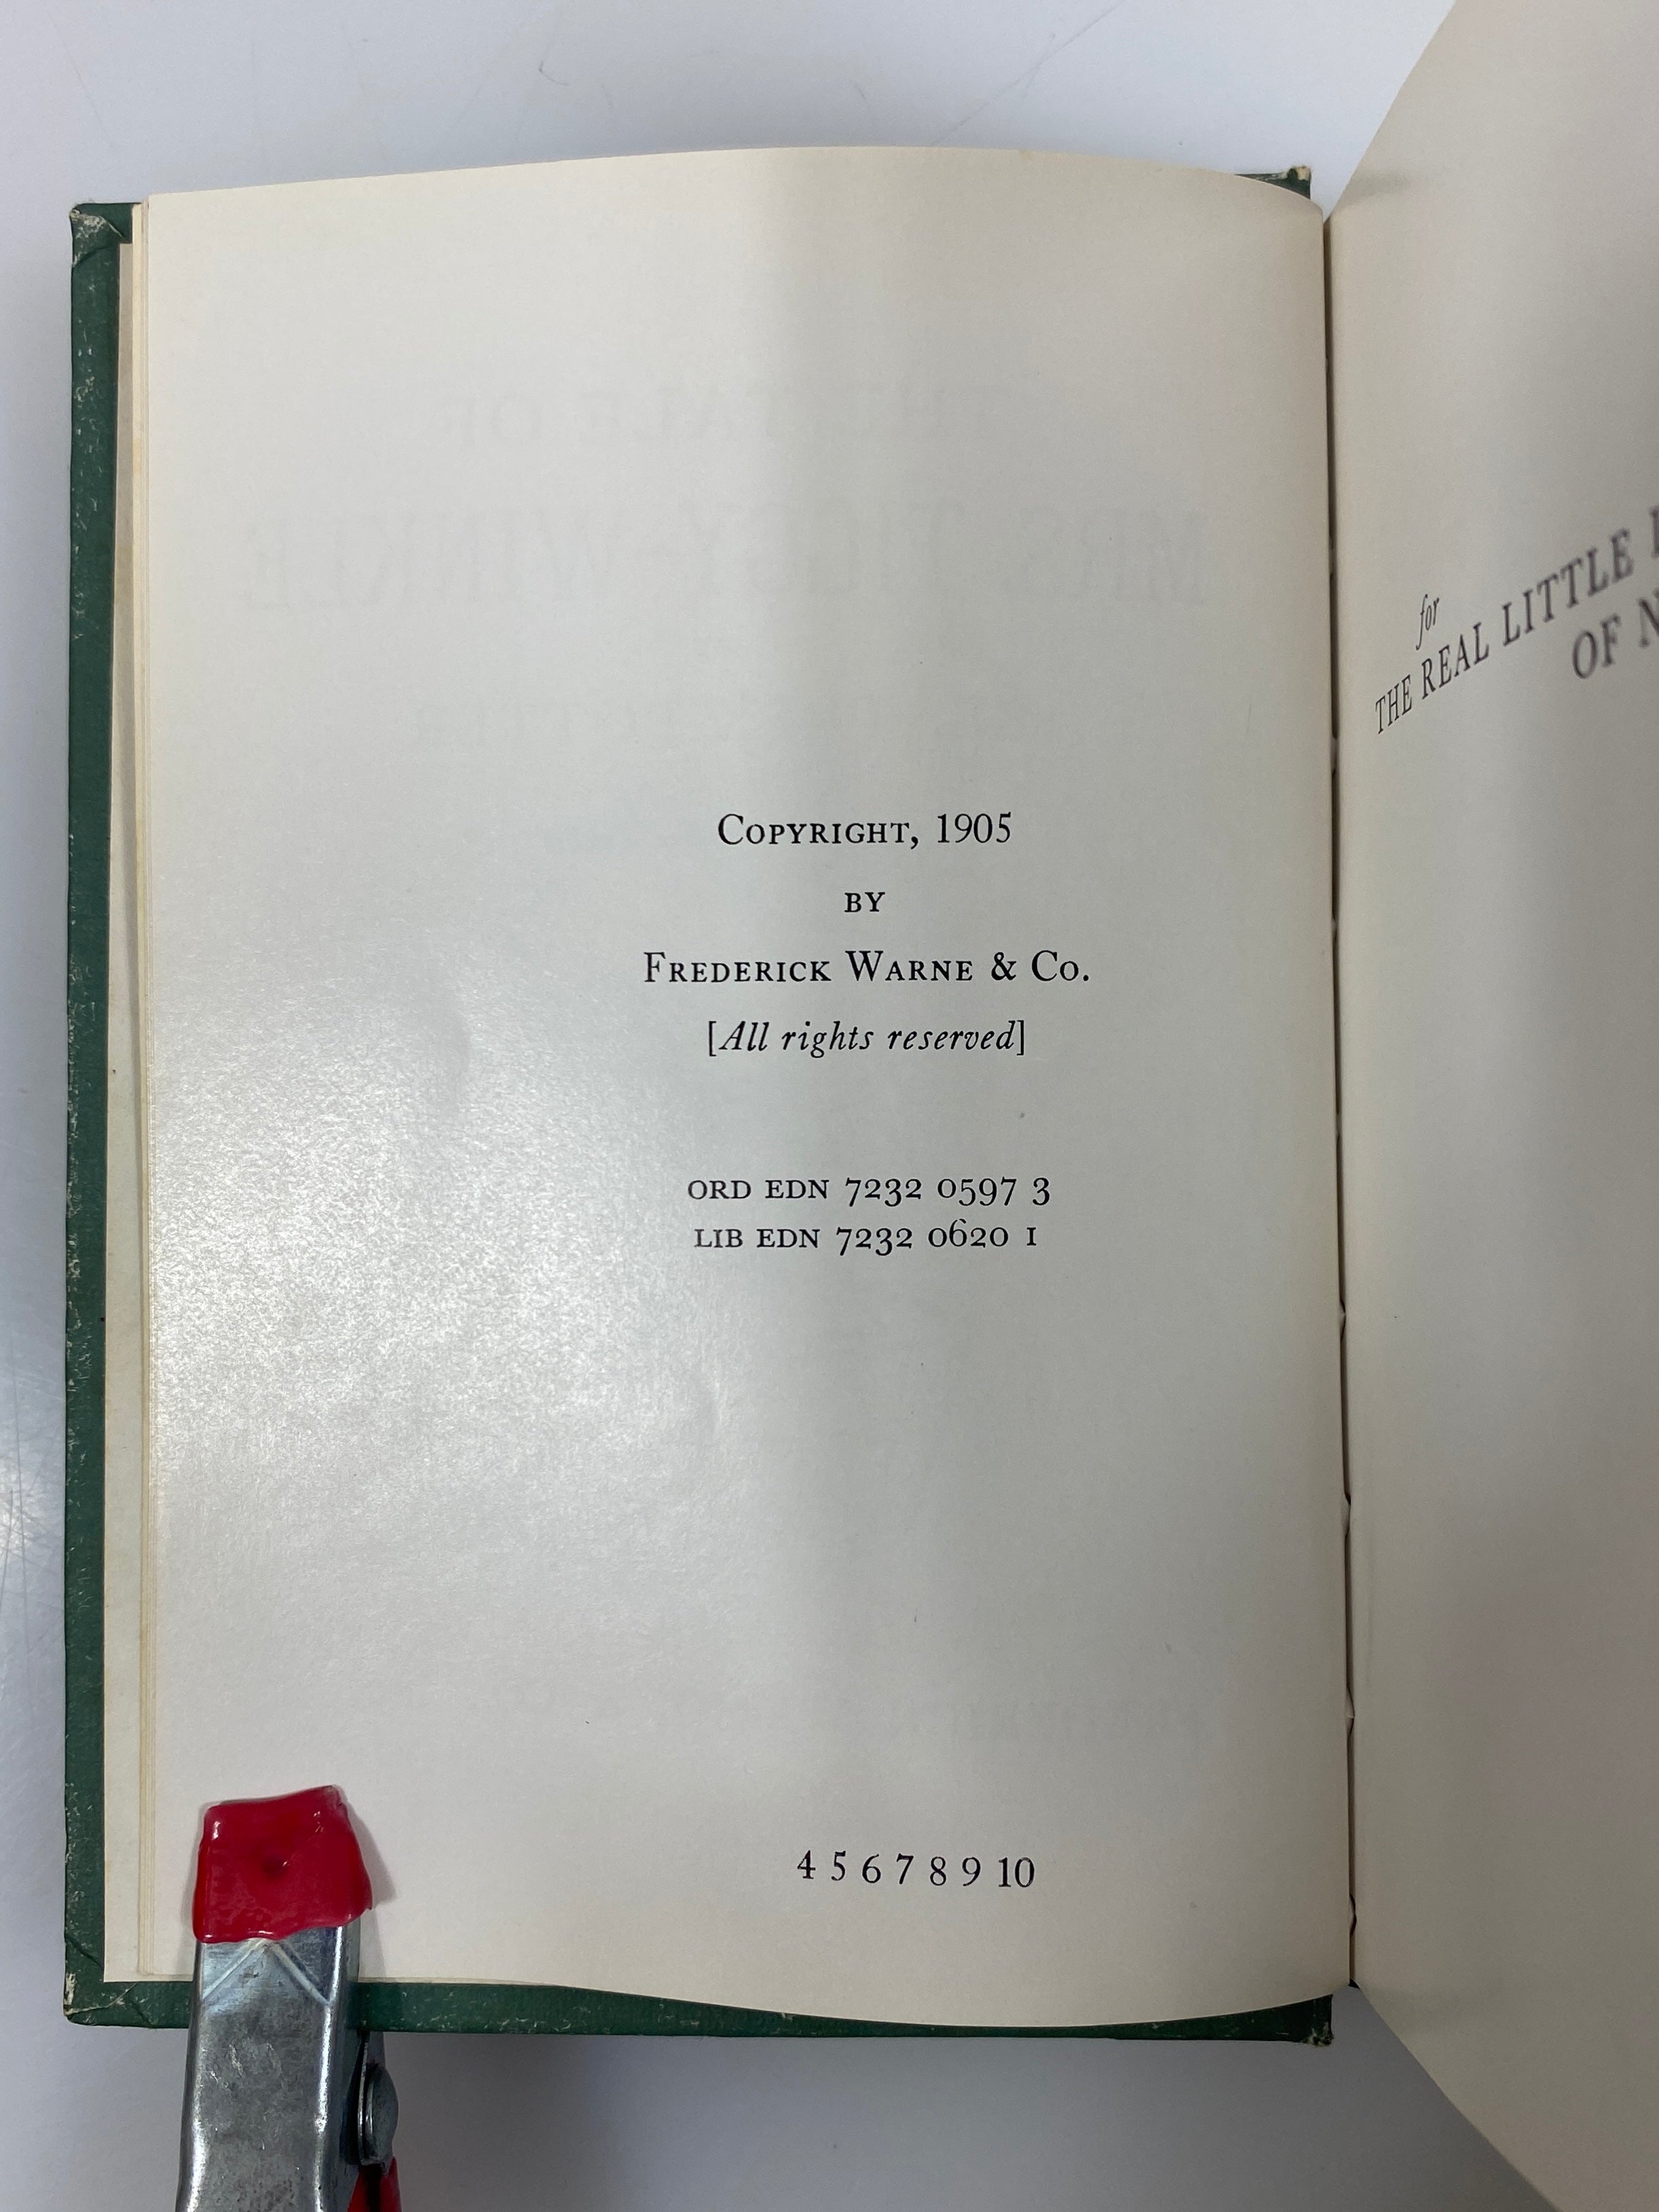 COPYRIGHT, 1905
BY
FREDERICK WARNE & CO.
[All rights reserved]
ORD EDN 7232 0597 3
LIB EDN 7232 0620 1
4 5 6 7 8 9 10
for
THE REAL LITTLE
OF